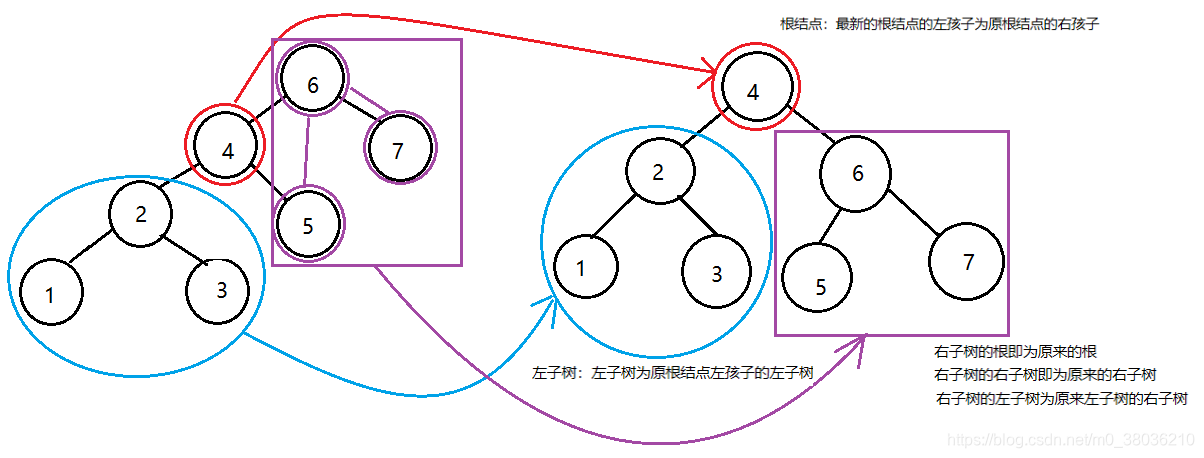 根结点：最新的根结点的左孩子为原根结点的右孩子
6
4
7
2
5
1
3
4
2
6
1
3
5
7
左子树：左子树为原根结点左孩子的左子树
右子树的根即为原来的根
右子树的右子树即为原来的右子树
右子树的左子树为原来左子树的右子树
https://blog.csdn.net/m0_38036210